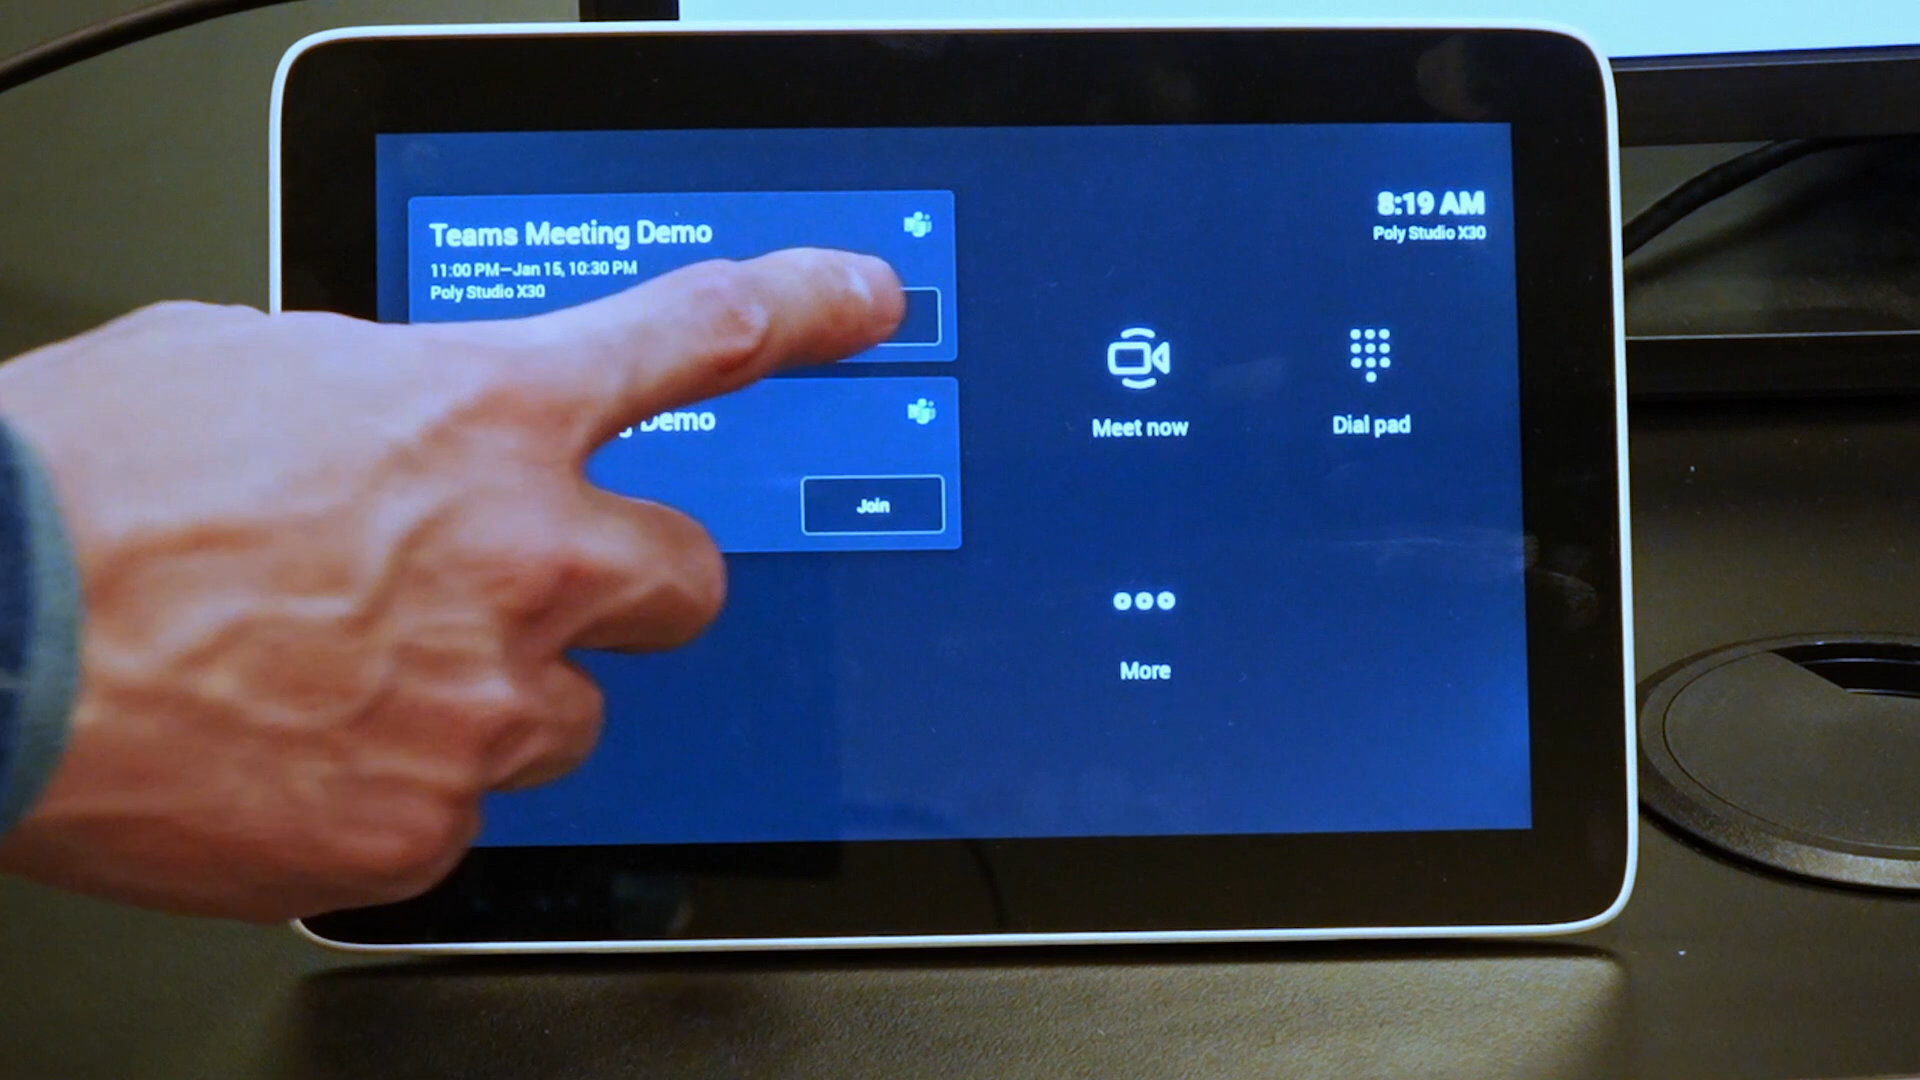 Teams Meeting Demo
11:00 PM—Jan 15, 10:30 PM
Poly Studio X30
Demo
Join
8:19 AM
Poly Studio X30
Meet now
Dial pad
More